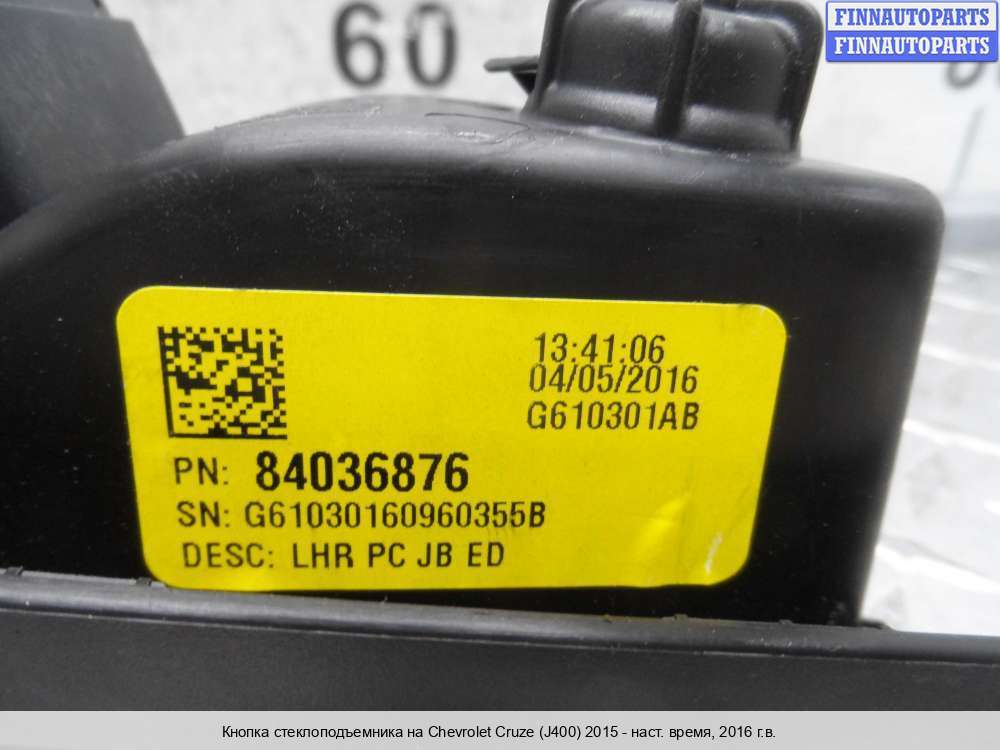 FINNAUTOPARTS
FINNAUTOPARTS
60
13:41:06
04/05/2016
G610301AB
PN: 84036876
SN: G61030160960355B
DESC: LHR PC JB ED
Кнопка стеклоподъемника на Chevrolet Cruze (J400) 2015 - наст. время, 2016 г.в.